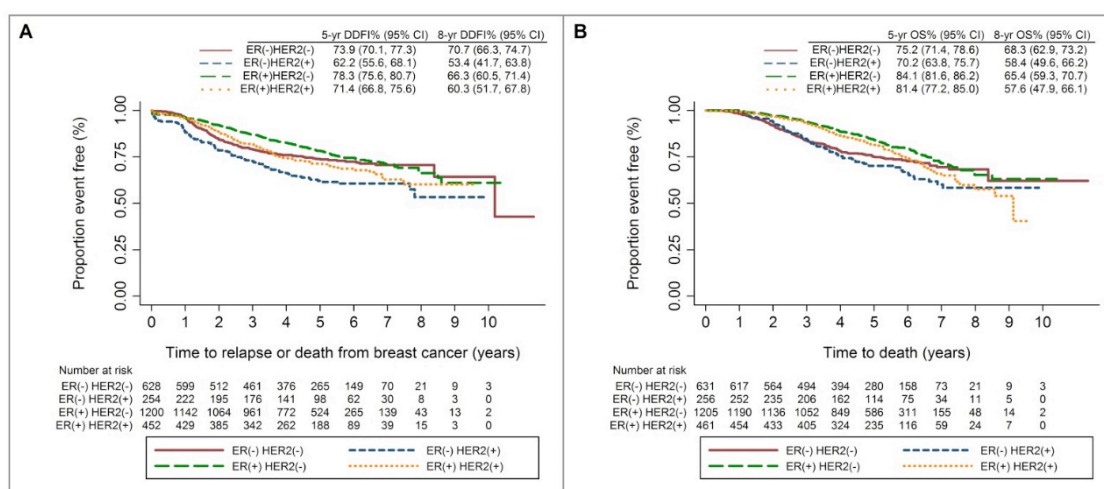 A
5-yr DDFI% (95% CI) 8-yr DDFI% (95% CI)
ER(-)HER2(-) 73.9 (70.1, 77.3) 70.7 (66.3, 74.7)
ER(-)HER2(+) 62.2 (55.6, 68.1) 53.4 (41.7, 63.8)
ER(+)HER2(-) 78.3 (75.6, 80.7) 66.3 (60.5, 71.4)
ER(+)HER2(+) 71.4 (66.8, 75.6) 60.3 (51.7, 67.8)
Proportion event free (%)
1.00
0.75
0.50
0.25
0.00
0 1 2 3 4 5 6 7 8 9 10
Time to relapse or death from breast cancer (years)
Number at risk
ER(-) HER2(-) 628 599 512 461 376 265 149 70 21 9 3
ER(-) HER2(+) 254 222 195 176 141 98 62 30 8 3 0
ER(+) HER2(-) 1200 1142 1064 961 772 524 265 139 43 13 2
ER(+) HER2(+) 452 429 385 342 262 188 89 39 15 3 0
ER(-) HER2(-) ER(-) HER2(+)
ER(+) HER2(-) ER(+) HER2(+)
B
5-yr OS% (95% CI) 8-yr OS% (95% CI)
ER(-)HER2(-) 75.2 (71.4, 78.6) 68.3 (62.9, 73.2)
ER(-)HER2(+) 70.2 (63.8, 75.7) 58.4 (49.6, 66.2)
ER(+)HER2(-) 84.1 (81.6, 86.2) 65.4 (59.3, 70.7)
ER(+)HER2(+) 81.4 (77.2, 85.0) 57.6 (47.9, 66.1)
Proportion event free (%)
1.00
0.75
0.50
0.25
0.00
0 1 2 3 4 5 6 7 8 9 10
Time to death (years)
Number at risk
ER(-) HER2(-) 631 617 564 494 394 280 158 73 21 9 3
ER(-) HER2(+) 256 252 235 206 162 114 75 34 11 5 0
ER(+) HER2(-) 1205 1190 1136 1052 849 586 311 155 48 14 2
ER(+) HER2(+) 461 454 433 405 324 235 116 59 24 7 0
ER(-) HER2(-) ER(-) HER2(+)
ER(+) HER2(-) ER(+) HER2(+)